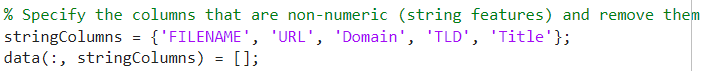 % Specify the columns that are non-numeric (string features) and remove them
stringColumns = {'FILENAME', 'URL', 'Domain', 'TLD', 'Title'};
data(:, stringColumns) = [];